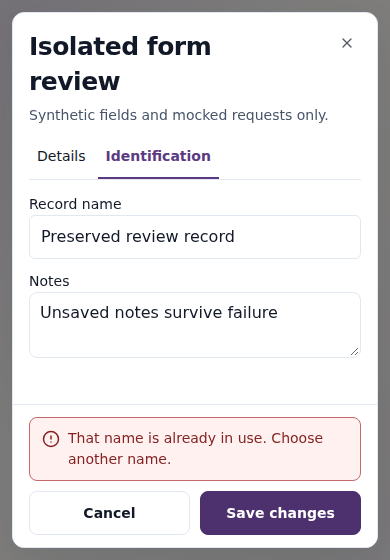 Isolated form
review
Synthetic fields and mocked requests only.
Details Identification
Record name
Preserved review record
Notes
Unsaved notes survive failure
That name is already in use. Choose
another name.
Cancel Save changes